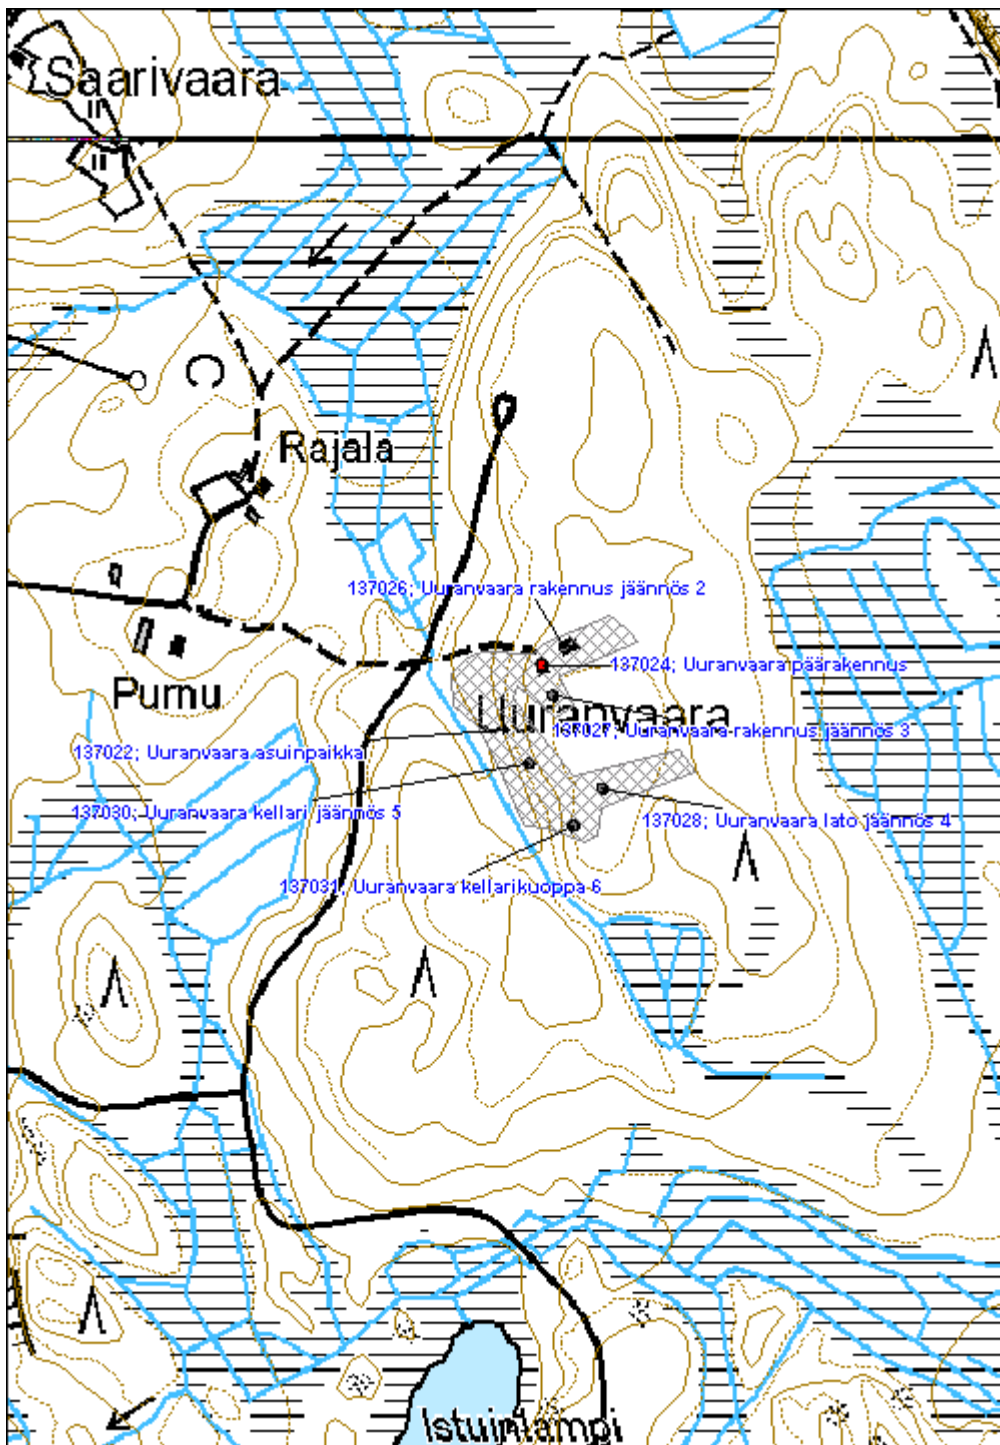 Saarivaara
Rajala
137026; Uuranvaara rakennus jäännös 2
137024; Uuranvaara päärakennus
Pumu
Uuranvaara
137027; Uuranvaara rakennus jäännös 3
137022; Uuranvaara asuinpaikka
137030; Uuranvaara kellari jäännös 5
137028; Uuranvaara lato jäännös 4
137031; Uuranvaara kellarikuoppa 6
Istuinlampi